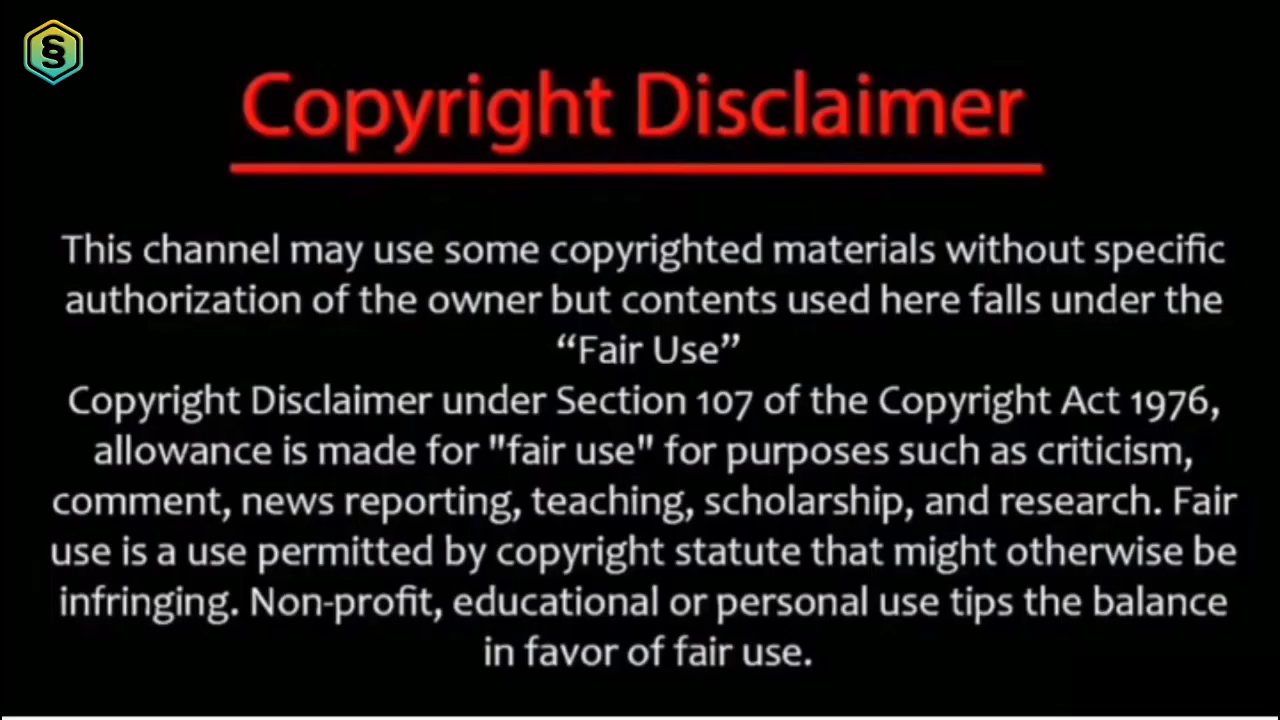 §
Copyright Disclaimer
This channel may use some copyrighted materials without specific
authorization of the owner but contents used here falls under the
“Fair Use”
Copyright Disclaimer under Section 107 of the Copyright Act 1976,
allowance is made for "fair use" for purposes such as criticism,
comment, news reporting, teaching, scholarship, and research. Fair
use is a use permitted by copyright statute that might otherwise be
infringing. Non-profit, educational or personal use tips the balance
in favor of fair use.